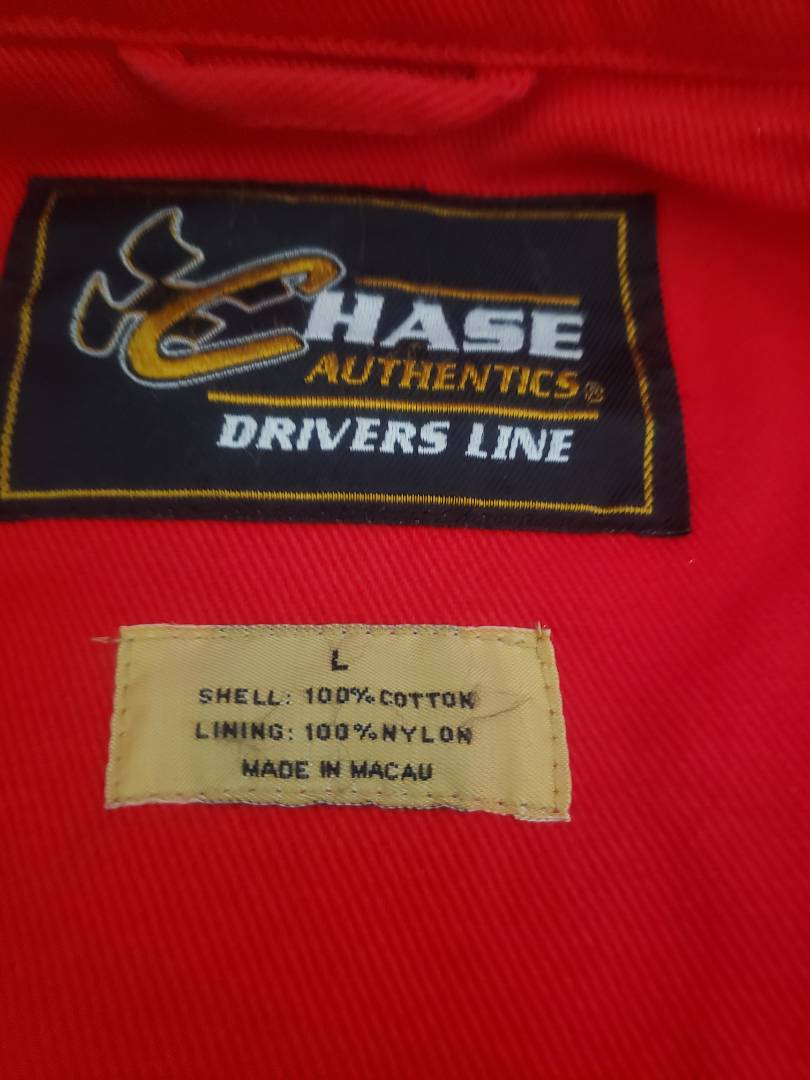 CHASE
AUTHENTICS®
DRIVERS LINE
L
SHELL: 100% COTTON
LINING: 100% NYLON
MADE IN MACAU